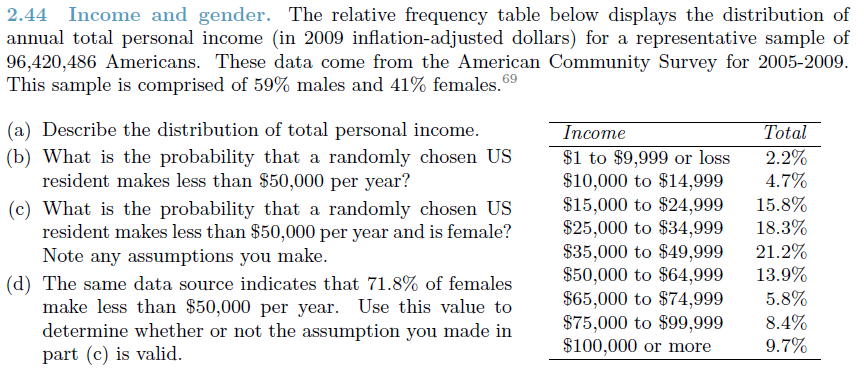 2.44 Income and gender. The relative frequency table below displays the distribution of
annual total personal income (in 2009 inflation-adjusted dollars) for a representative sample of
96,420,486 Americans. These data come from the American Community Survey for 2005-2009.
This sample is comprised of 59% males and 41% females.69
(a) Describe the distribution of total personal income.
(b) What is the probability that a randomly chosen US
resident makes less than $50,000 per year?
(c) What is the probability that a randomly chosen US
resident makes less than $50,000 per year and is female?
Note any assumptions you make.
(d) The same data source indicates that 71.8% of females
make less than $50,000 per year. Use this value to
determine whether or not the assumption you made in
part (c) is valid.
Income Total
$1 to $9,999 or loss 2.2%
$10,000 to $14,999 4.7%
$15,000 to $24,999 15.8%
$25,000 to $34,999 18.3%
$35,000 to $49,999 21.2%
$50,000 to $64,999 13.9%
$65,000 to $74,999 5.8%
$75,000 to $99,999 8.4%
$100,000 or more 9.7%